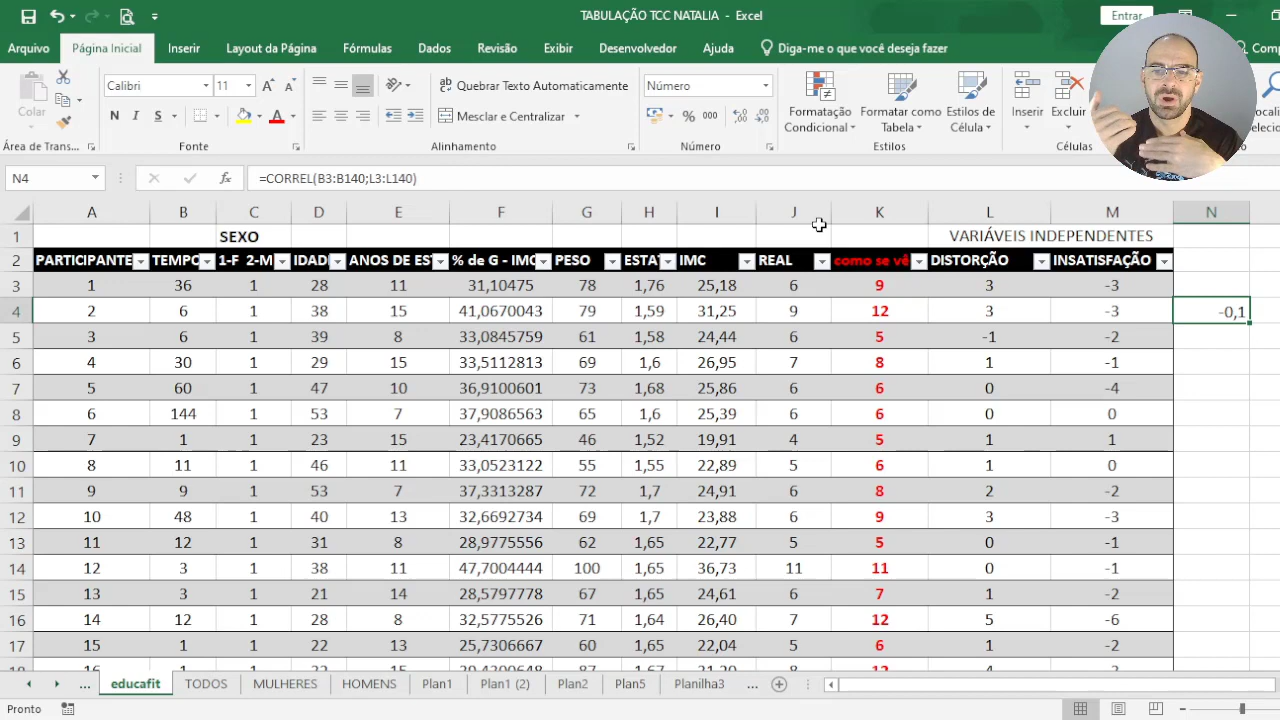 TABULAÇÃO TCC NATALIA - Excel
Entrar
Arquivo Página Inicial Inserir Layout da Página Fórmulas Dados Revisão Exibir Desenvolvedor Ajuda Diga-me o que você deseja fazer
Colar
Calibri 11
N I S A
Quebrar Texto Automaticamente
Mesclar e Centralizar
Número
% 000
Formatação Condicional
Formatar como Tabela
Estilos de Célula
Inserir Excluir
Área de Trans... Fonte Alinhamento Número Estilos Células
N4 fx =CORREL(B3:B140;L3:L140)
A B C D E F G H I J K L M N
1 SEXO VARIÁVEIS INDEPENDENTES
2 PARTICIPANTE TEMPO 1-F 2-M IDAD ANOS DE ES % de G - IMC PESO ESTA IMC REAL como se vê DISTORÇÃO INSATISFAÇÃO
3 1 36 1 28 11 31,10475 78 1,76 25,18 6 9 3 -3
4 2 6 1 38 15 41,0670043 79 1,59 31,25 9 12 3 -3 -0,1
5 3 6 1 39 8 33,0845759 61 1,58 24,44 6 5 -1 -2
6 4 30 1 29 15 33,5112813 69 1,6 26,95 7 8 1 -1
7 5 60 1 47 10 36,9100601 73 1,68 25,86 6 6 0 -4
8 6 144 1 53 7 37,9086563 65 1,6 25,39 6 6 0 0
9 7 1 1 23 15 23,4170665 46 1,52 19,91 4 5 1 1
10 8 11 1 46 11 33,0523122 55 1,55 22,89 5 6 1 0
11 9 9 1 53 7 37,3313287 72 1,7 24,91 6 8 2 -2
12 10 48 1 40 13 32,6692734 69 1,7 23,88 6 9 3 -3
13 11 12 1 31 8 28,9775556 62 1,65 22,77 5 5 0 -1
14 12 3 1 38 11 47,7004444 100 1,65 36,73 11 11 0 -1
15 13 3 1 21 14 28,5797778 67 1,65 24,61 6 7 1 -2
16 14 12 1 28 8 32,5775526 71 1,64 26,40 7 12 5 -6
17 15 1 1 22 13 25,7306667 60 1,65 22,04 5 6 1 -2
... educafit TODOS MULHERES HOMENS Plan1 Plan1 (2) Plan2 Plan5 Planilha3 ...
Pronto